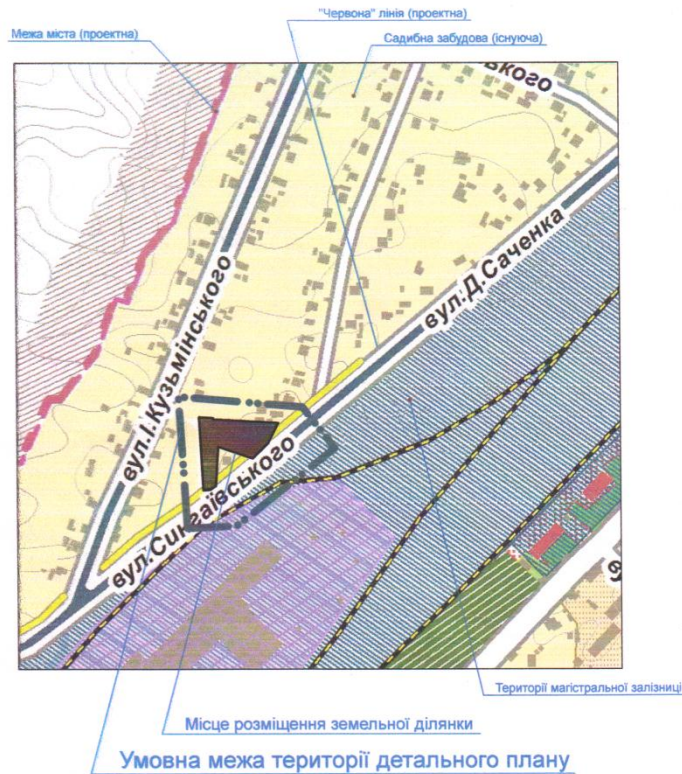 "Червона" лінія (проектна)
Межа міста (проектна)
Садибна забудова (існуюча)
ького
вул.Д.Саченка
вул.І.Кузьмінського
вул.Сингаївського
Території магістральної залізниці
Місце розміщення земельної ділянки
Умовна межа території детального плану